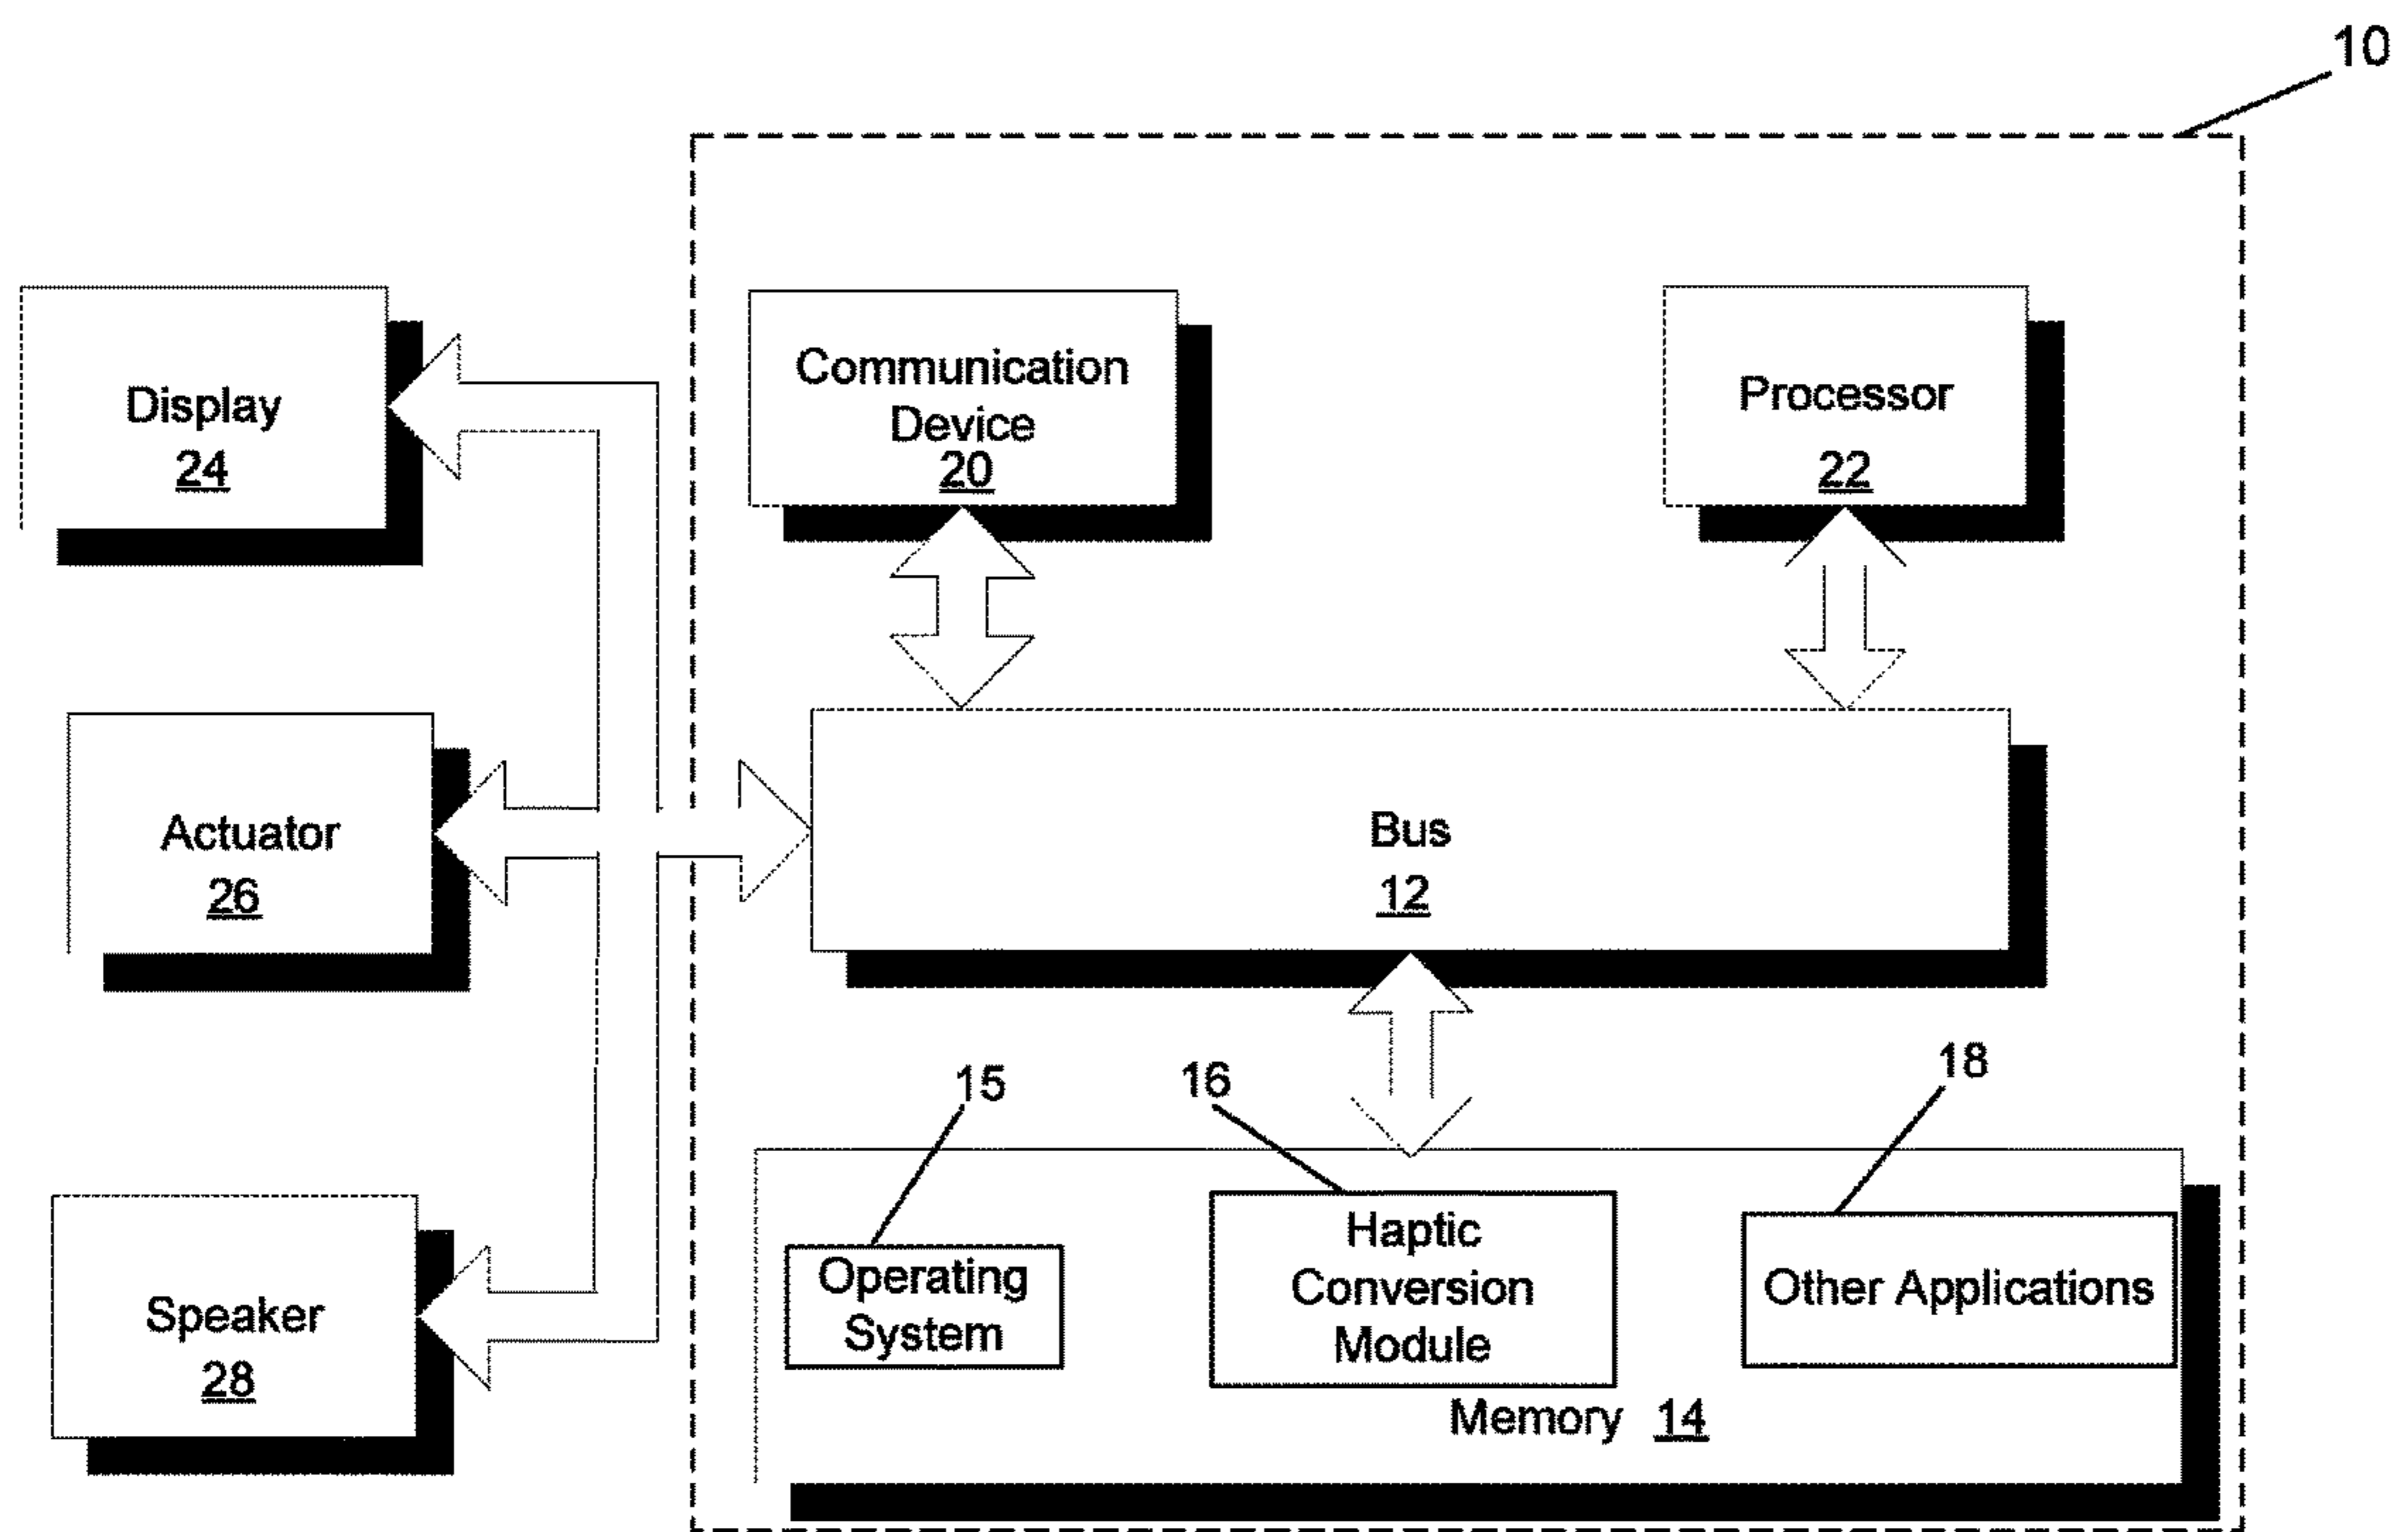 10
Display
24
Communication
Device
20
Processor
22
Actuator
26
Bus
12
15
16
18
Speaker
28
Operating
System
Haptic
Conversion
Module
Other Applications
Memory 14